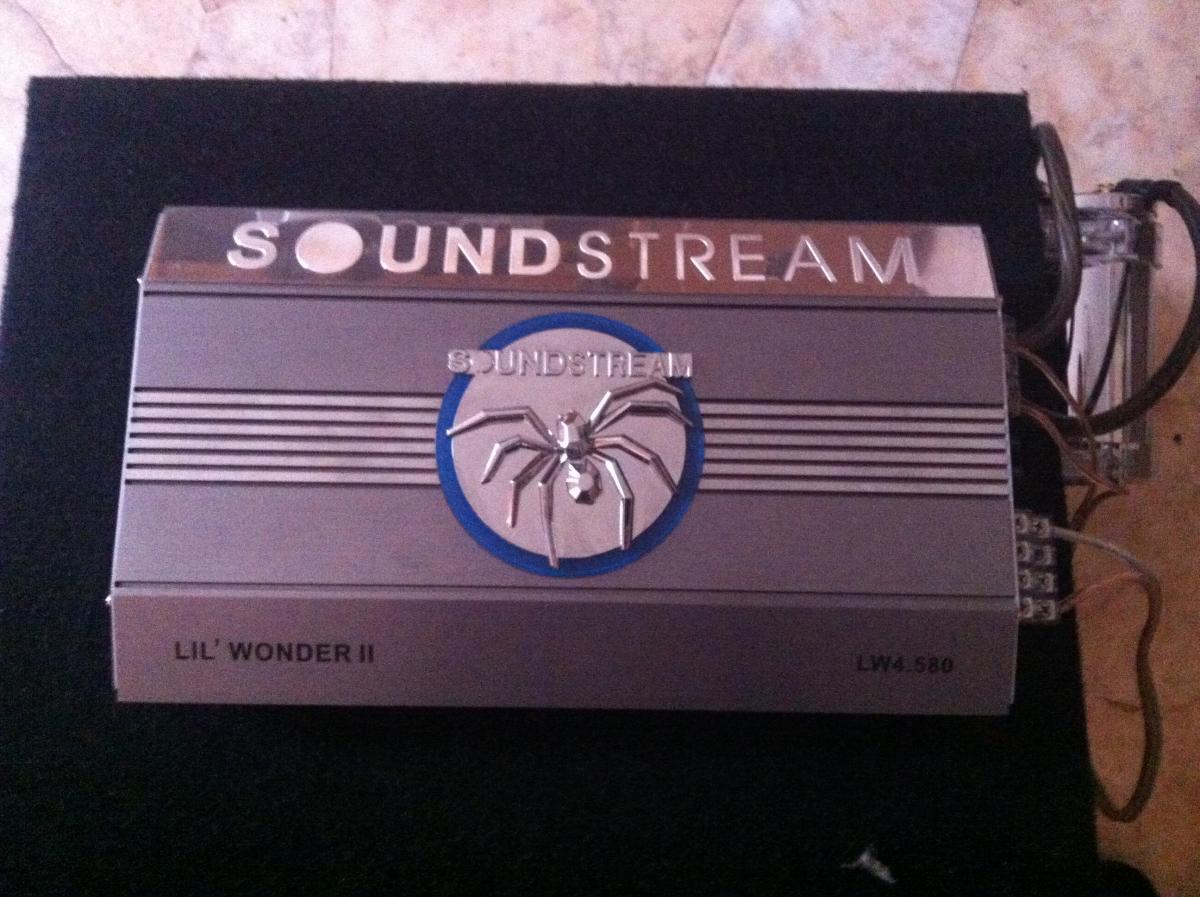 SOUNDSTREAM
SOUNDSTREAM
LIL' WONDER II
LW4.580